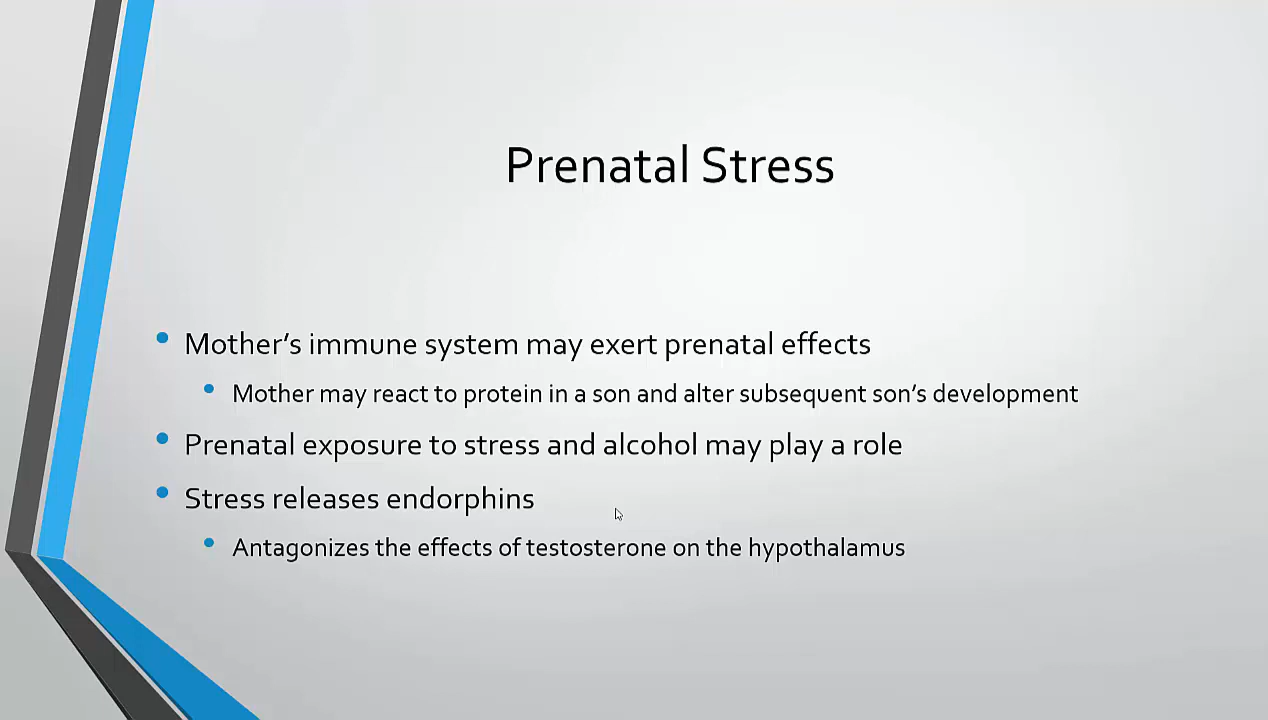 Prenatal Stress
• Mother’s immune system may exert prenatal effects
• Mother may react to protein in a son and alter subsequent son’s development
• Prenatal exposure to stress and alcohol may play a role
• Stress releases endorphins
• Antagonizes the effects of testosterone on the hypothalamus